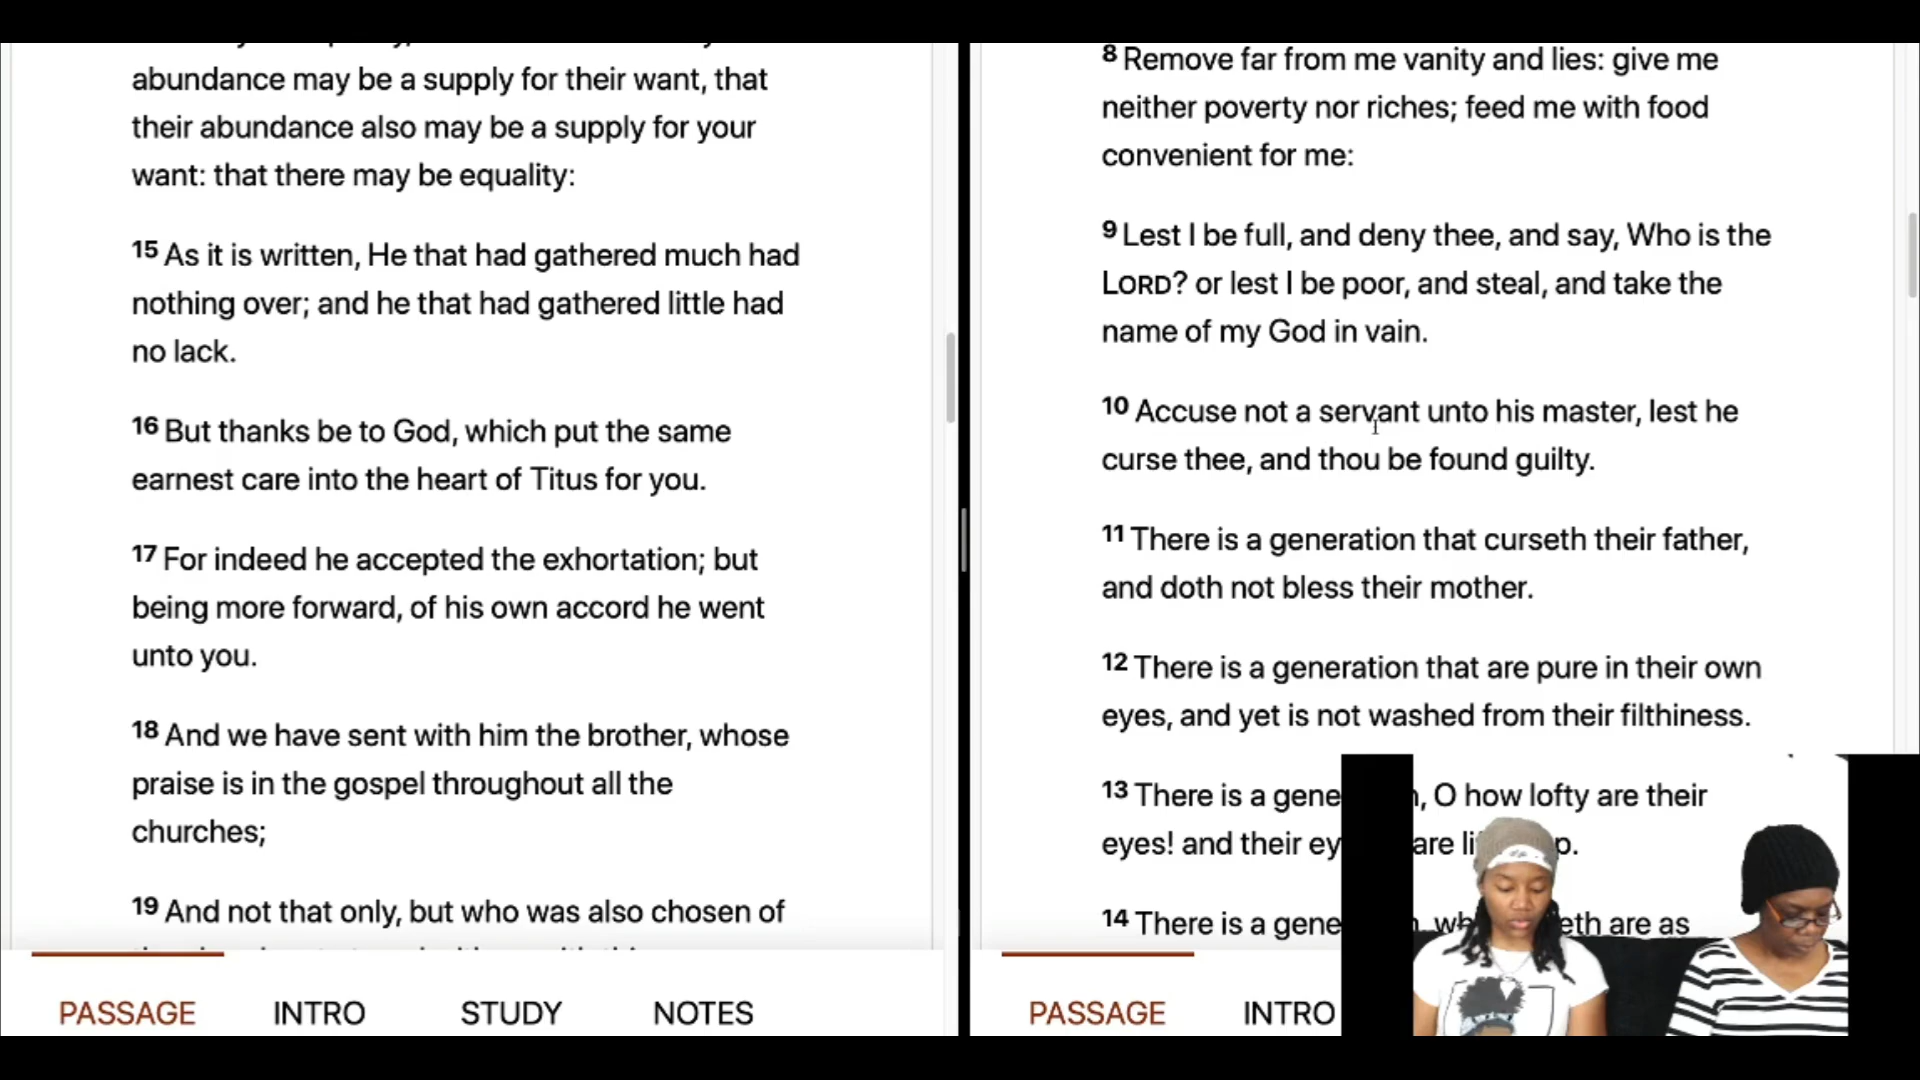 abundance may be a supply for their want, that
their abundance also may be a supply for your
want: that there may be equality:
15 As it is written, He that had gathered much had
nothing over; and he that had gathered little had
no lack.
16 But thanks be to God, which put the same
earnest care into the heart of Titus for you.
17 For indeed he accepted the exhortation; but
being more forward, of his own accord he went
unto you.
18 And we have sent with him the brother, whose
praise is in the gospel throughout all the
churches;
19 And not that only, but who was also chosen of
PASSAGE INTRO STUDY NOTES
8 Remove far from me vanity and lies: give me
neither poverty nor riches; feed me with food
convenient for me:
9 Lest I be full, and deny thee, and say, Who is the
LORD? or lest I be poor, and steal, and take the
name of my God in vain.
10 Accuse not a servant unto his master, lest he
curse thee, and thou be found guilty.
11 There is a generation that curseth their father,
and doth not bless their mother.
12 There is a generation that are pure in their own
eyes, and yet is not washed from their filthiness.
13 There is a O how lofty are their
eyes! and their are
14 There is a are as
PASSAGE INTRO